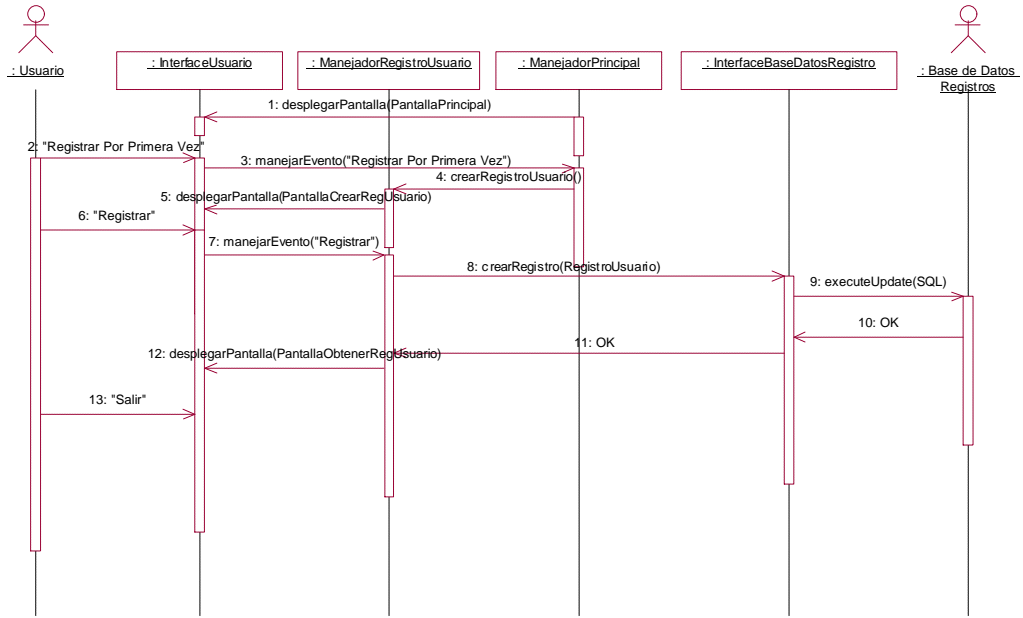 : Usuario
: InterfaceUsuario
: ManejadorRegistroUsuario
: ManejadorPrincipal
: InterfaceBaseDatosRegistro
: Base de Datos
Registros
1: desplegarPantalla(PantallaPrincipal)
2: "Registrar Por Primera Vez"
3: manejarEvento("Registrar Por Primera Vez")
4: crearRegistroUsuario()
5: desplegarPantalla(PantallaCrearRegUsuario)
6: "Registrar"
7: manejarEvento("Registrar")
8: crearRegistro(RegistroUsuario)
9: executeUpdate(SQL)
10: OK
11: OK
12: desplegarPantalla(PantallaObtenerRegUsuario)
13: "Salir"